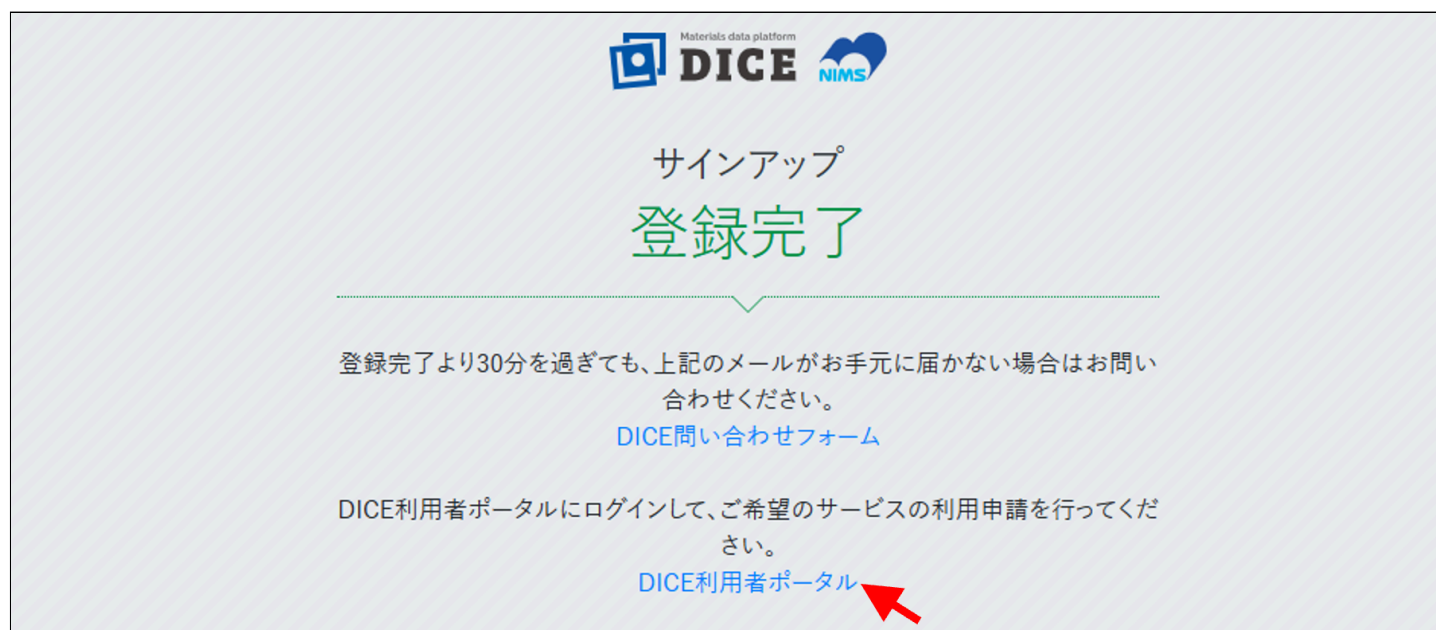 Materials data platform
DICE
NIMS
サインアップ
登録完了
登録完了より30分を過ぎても、上記のメールがお手元に届かない場合はお問い
合わせください。
DICE問い合わせフォーム
DICE利用者ポータルにログインして、ご希望のサービスの利用申請を行ってくだ
さい。
DICE利用者ポータル